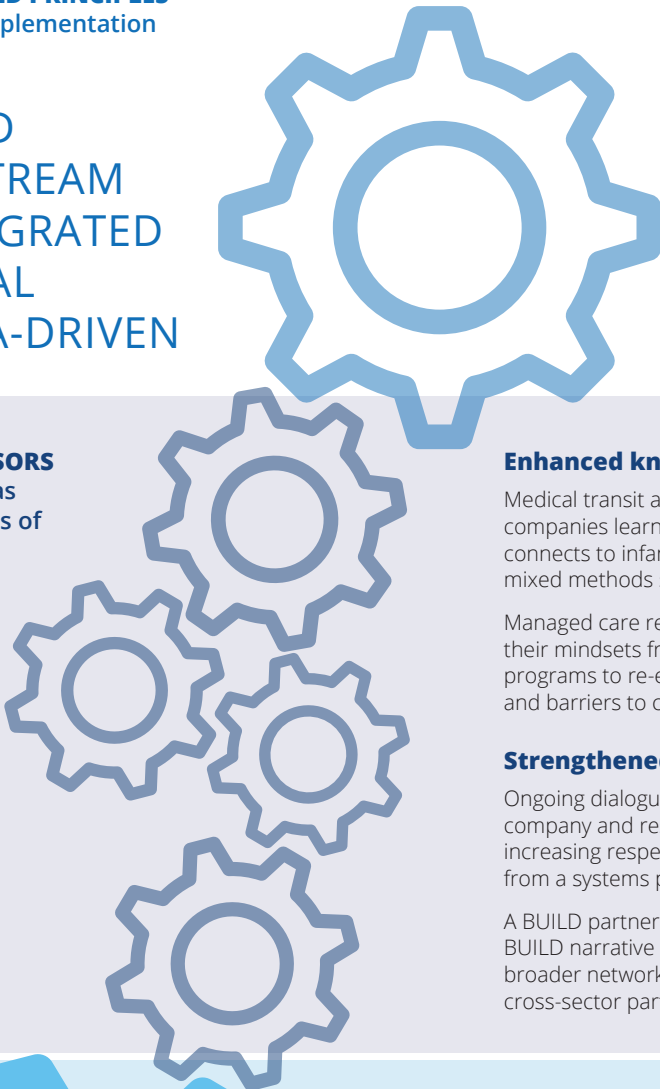 plementation
D
TREAM
GRATED
AL
A-DRIVEN
SORS
as
s of
Enhanced kn
Medical transit a
companies learn
connects to infan
mixed methods
Managed care re
their mindsets fr
programs to re-e
and barriers to c
Strengthened
Ongoing dialogu
company and re
increasing respe
from a systems p
A BUILD partner
BUILD narrative
broader network
cross-sector par